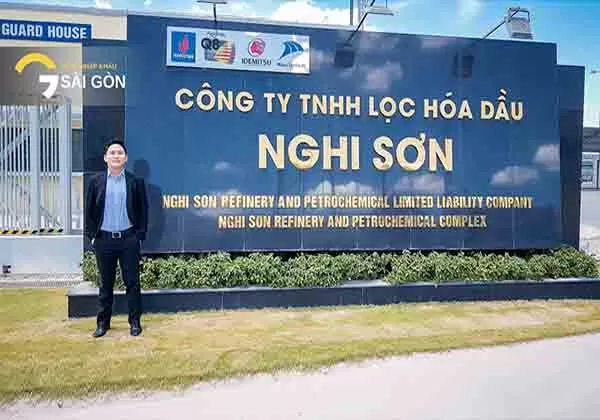 GUARD HOUSE
SÀI GÒN
Q8
IDEMITSU
CÔNG TY TNHH LỌC HÓA DẦU
NGHI SƠN
NGHI SON REFINERY AND PETROCHEMICAL LIMITED LIABILITY COMPANY
NGHI SON REFINERY AND PETROCHEMICAL COMPLEX